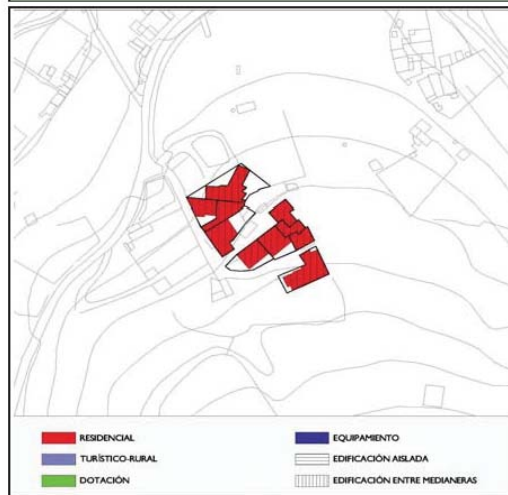 RESIDENCIAL
TURÍSTICO-RURAL
DOTACIÓN
EQUIPAMIENTO
EDIFICACIÓN AISLADA
EDIFICACIÓN ENTRE MEDIANERAS